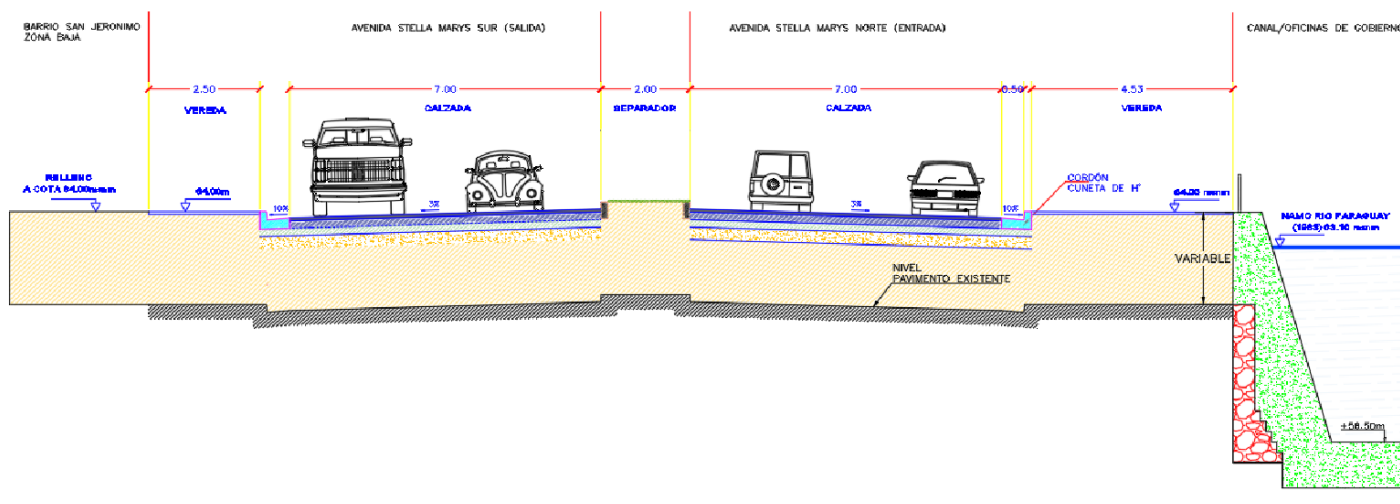 BARRIO SAN JERONIMO
ZONA BAJA
AVENIDA STELLA MARYS SUR (SALIDA)
AVENIDA STELLA MARYS NORTE (ENTRADA)
CANAL/OFICINAS DE GOBIERNO
2.50
7.00
2.00
7.00
0.50
4.53
VEREDA
CALZADA
SEPARADOR
CALZADA
VEREDA
RELLENO
A COTA 64.00msnm
64.00m
10%
3%
3%
10%
CORDÓN
CUNETA DE Hº
64.00 msnm
NAMO RIO PARAGUAY
(1983) 63.10 msnm
VARIABLE
NIVEL
PAVIMENTO EXISTENTE
+56.50m